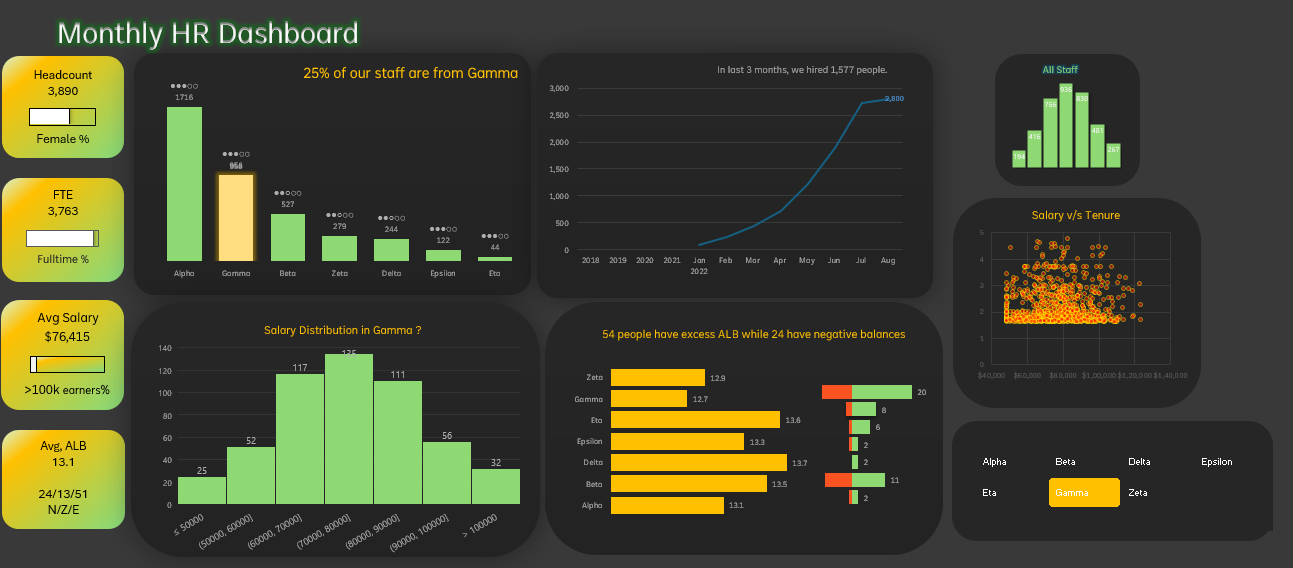 Monthly HR Dashboard
Headcount
3,890
Female %
FTE
3,763
Fulltime %
Avg Salary
$76,415
>100k earners%
Avg, ALB
13.1
24/13/51
N/Z/E
25% of our staff are from Gamma
1716
527
279
244
122
44
Alpha Gamma Beta Zeta Delta Epsilon Eta
In last 3 months, we hired 1,577 people.
3,000
2,800
2,500
2,000
1,500
1,000
500
0
2018 2019 2020 2021 Jan Feb Mar Apr May Jun Jul Aug
2022
All Staff
194 416 756 936 830 481 267
Salary v/s Tenure
5
4
3
2
1
0
$40,000 $60,000 $80,000 $1,00,000 $1,20,000 $1,40,000
Salary Distribution in Gamma ?
140
120
100
80
60
40
20
0
25 52 117 135 111 56 32
≤ 50000 (50000, 60000] (60000, 70000] (70000, 80000] (80000, 90000] (90000, 100000] > 100000
54 people have excess ALB while 24 have negative balances
Zeta 12.9
Gamma 12.7
Eta 13.6
Epsilon 13.3
Delta 13.7
Beta 13.5
Alpha 13.1
20
8
6
2
2
11
2
Alpha Beta Delta Epsilon
Eta Gamma Zeta